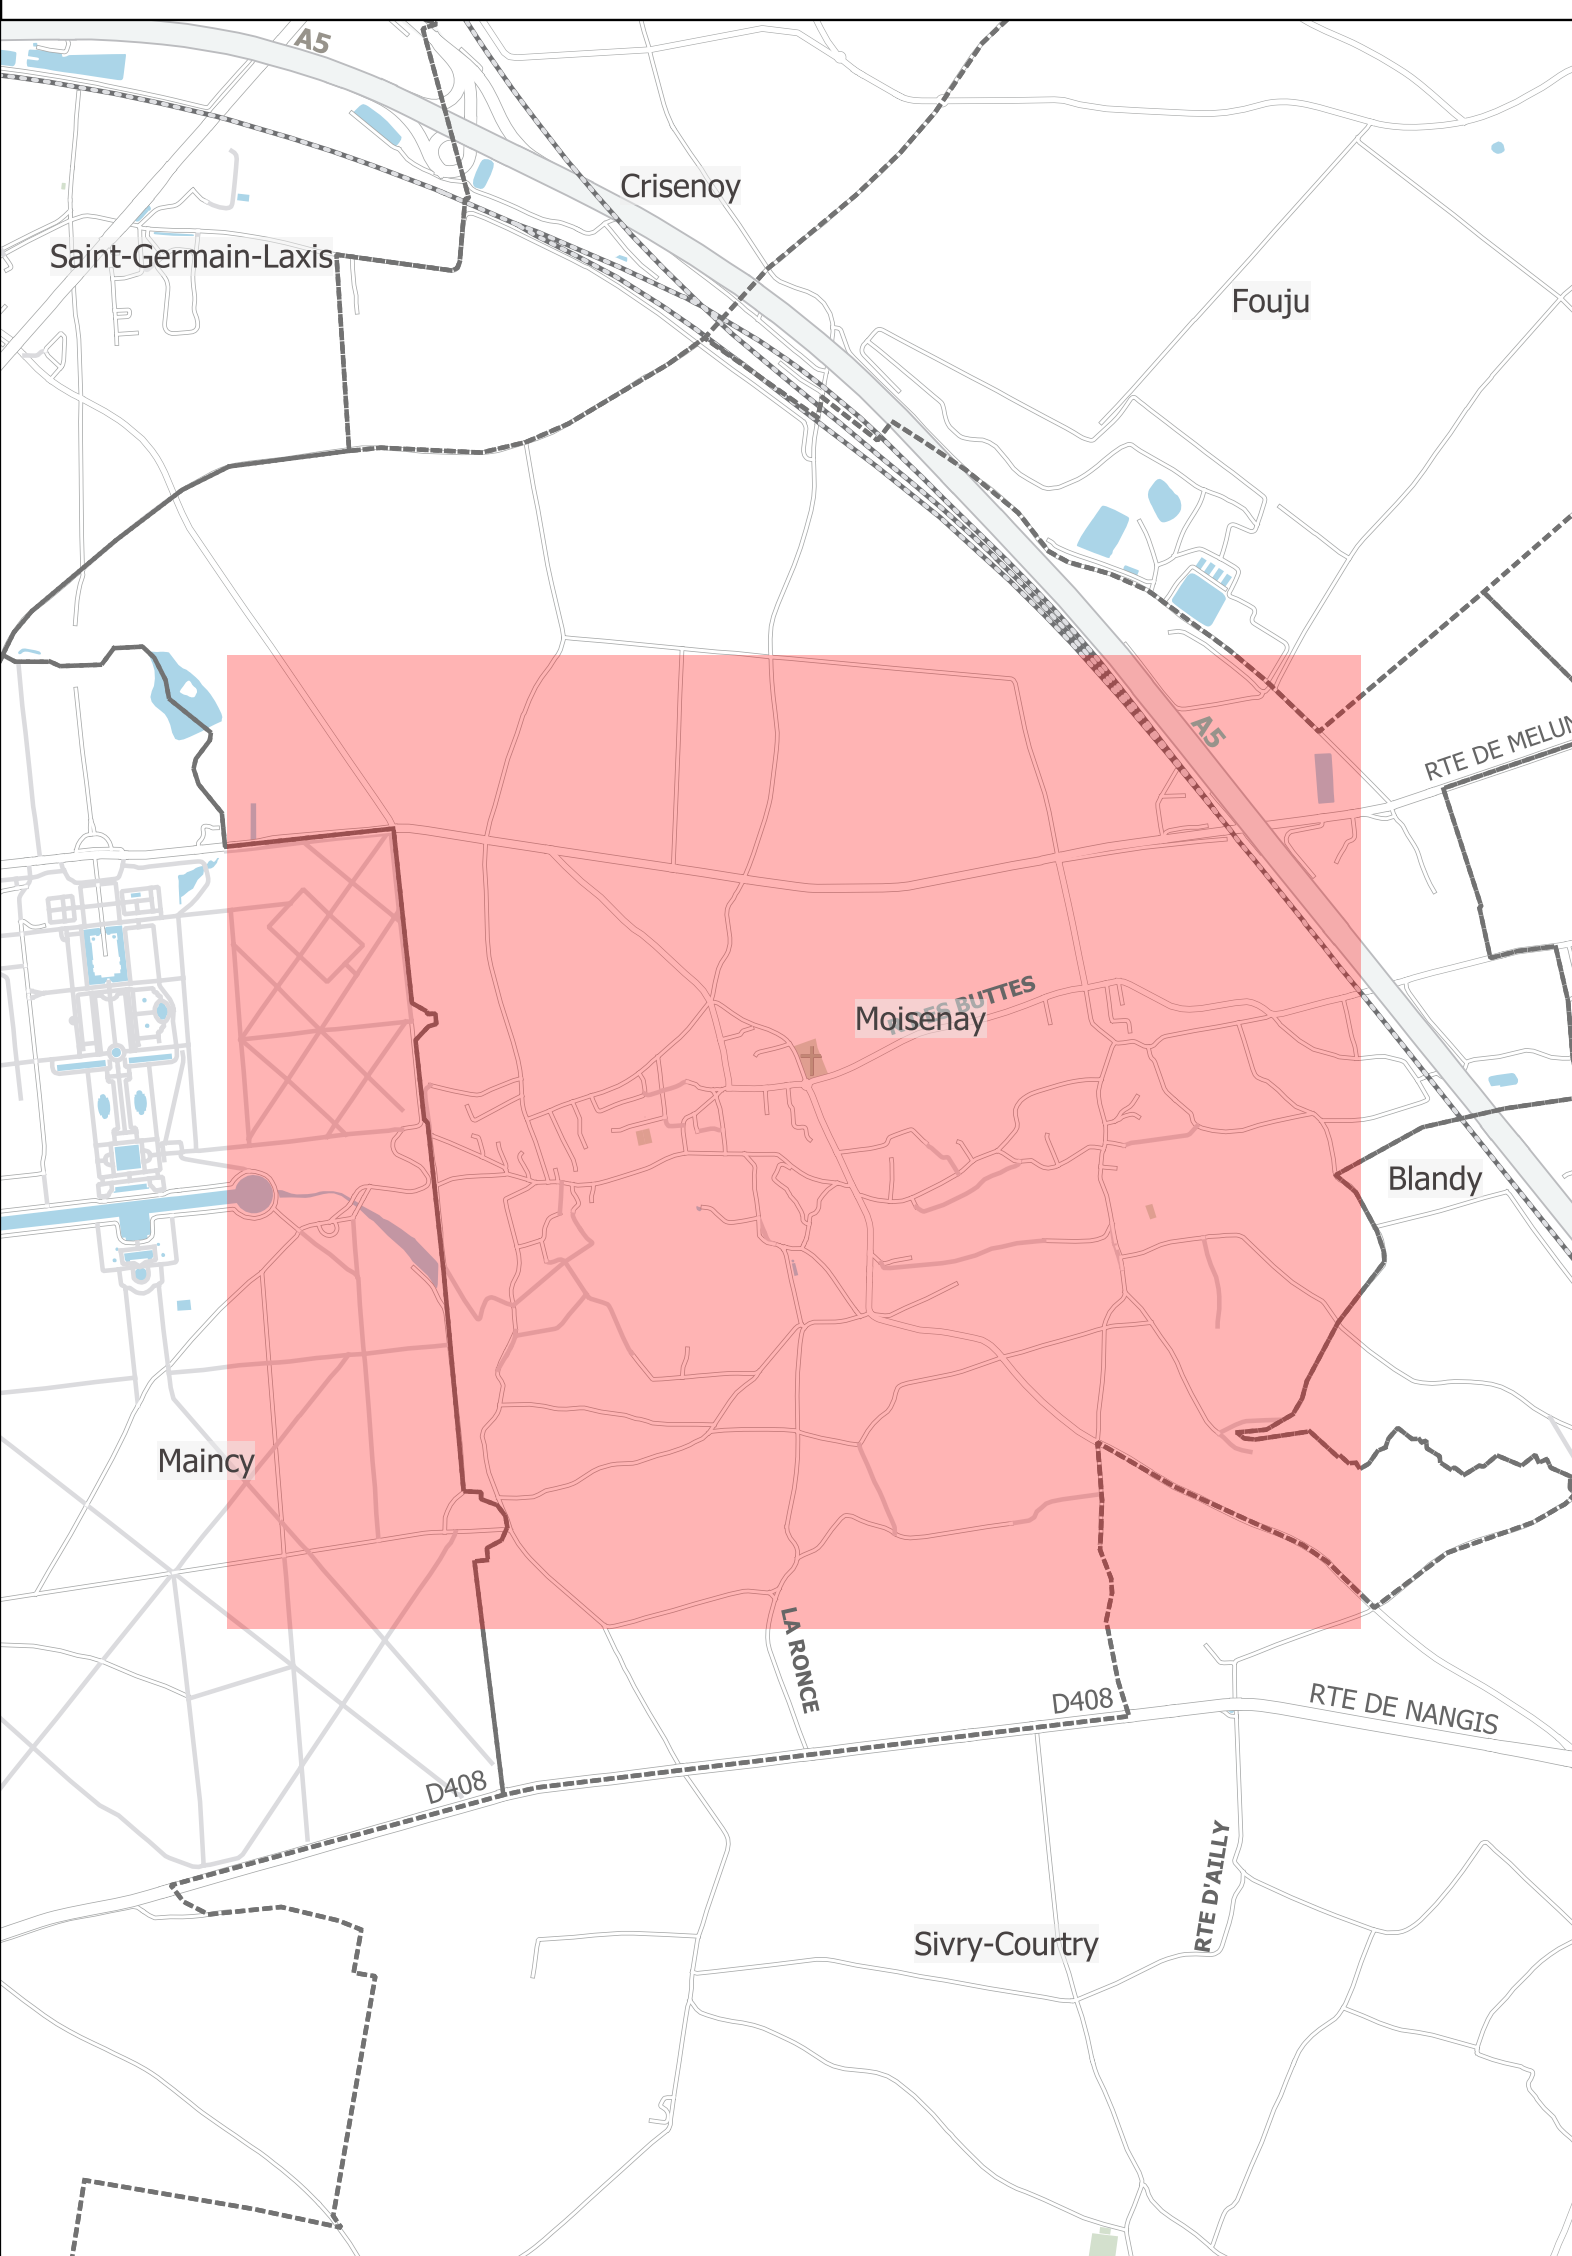 A5
Crisenoy
Saint-Germain-Laxis
Fouju
A5
RTE DE MELUN
DES BUTTES
Moisenay
Blandy
Maincy
LA RONCE
D408
RTE DE NANGIS
D408
RTE D'AILLY
Sivry-Courtry